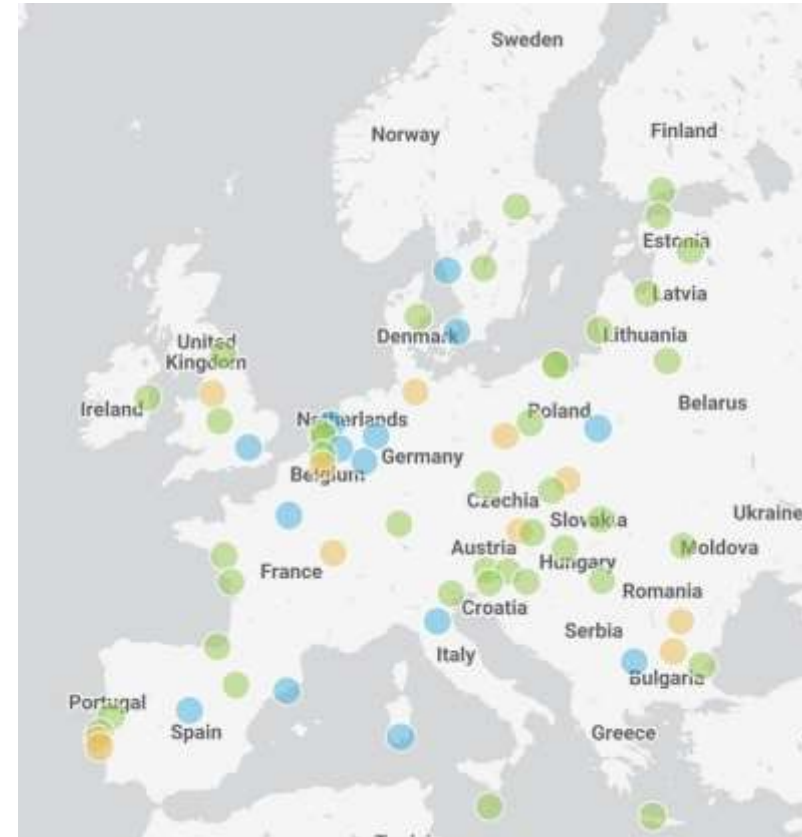 Sweden
Norway
Finland
Estonia
Latvia
Denmark
Lithuania
United
Kingdom
Ireland
Netherlands
Poland
Belarus
Belgium
Germany
Czechia
Slovakia
Ukraine
Austria
Hungary
Moldova
France
Croatia
Romania
Serbia
Italy
Bulgaria
Portugal
Spain
Greece